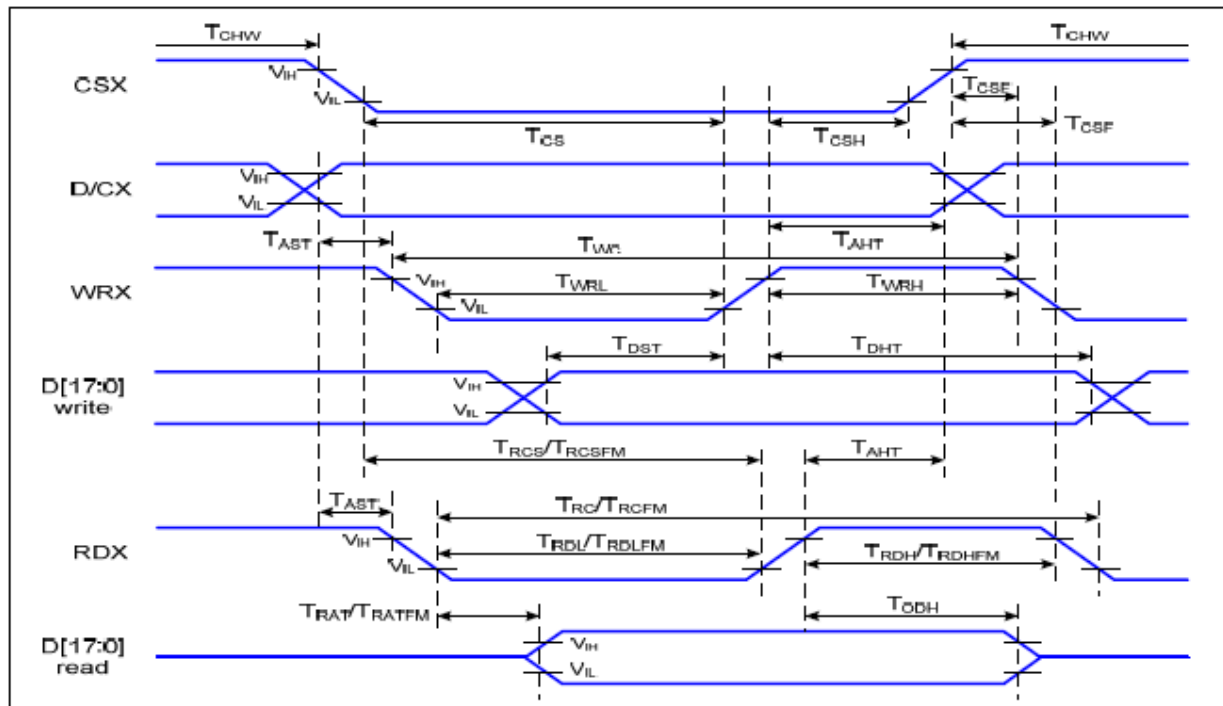 TCHW
TCHW
CSX
VIH
VIL
TCSF
TCS
TCSH
TCSF
D/CX
VIH
VIL
TAST
TWC
TAHT
WRX
VIH
VIL
TWRL
TWRH
TDST
TDHT
D[17:0]
write
VIH
VIL
TRCS/TRCSFM
TAHT
TAST
TRC/TRCFM
RDX
VIH
VIL
TRDL/TRDLFM
TRDH/TRDHFM
TRAT/TRATFM
TODH
D[17:0]
read
VIH
VIL